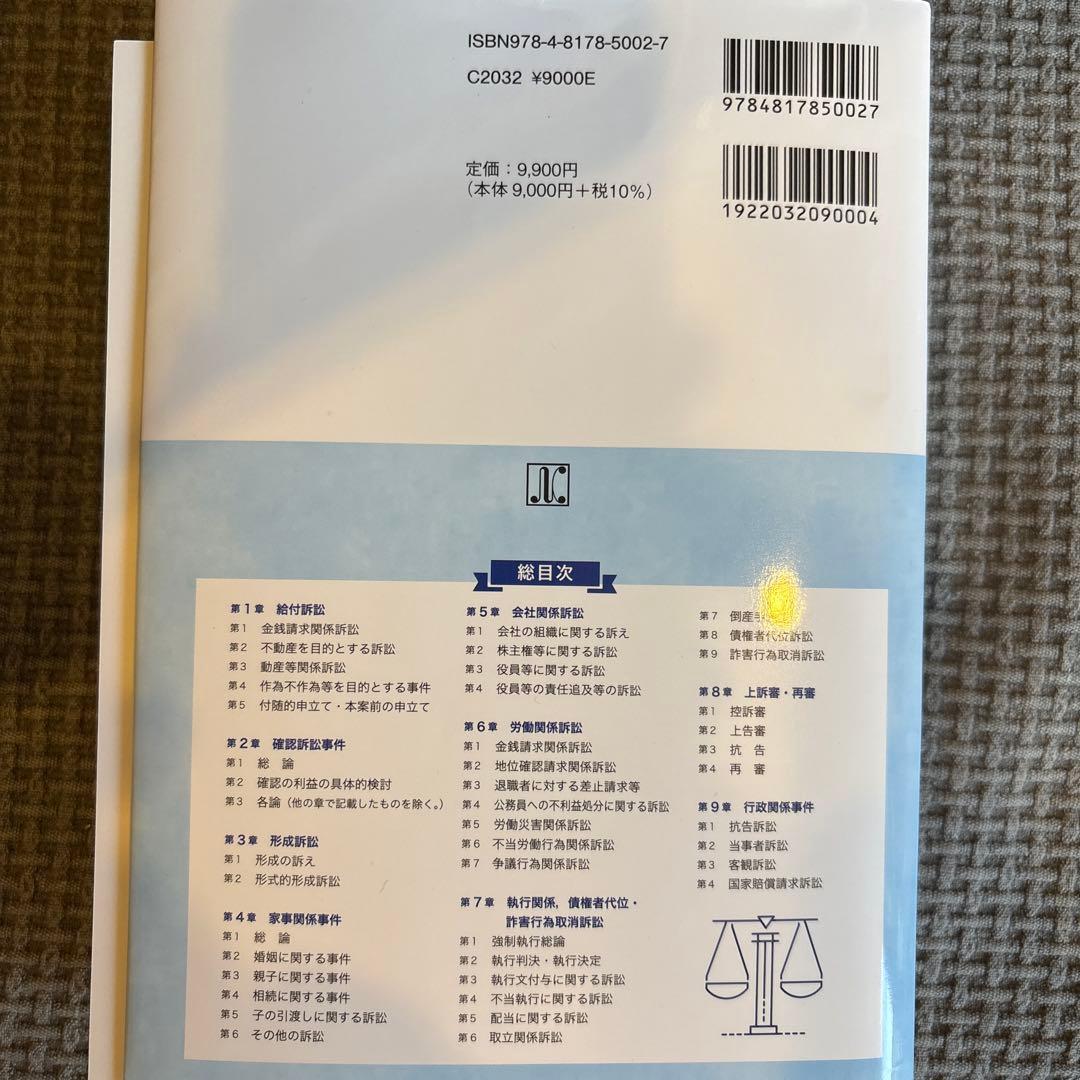 ISBN978-4-8178-5002-7
C2032 ¥9000E
9784817850027
定価：9,900円
（本体 9,000円＋税10%）
1922032090004
総目次
第1章 給付訴訟
第1 金銭請求関係訴訟
第2 不動産を目的とする訴訟
第3 動産等関係訴訟
第4 作為不作為等を目的とする事件
第5 付随的申立て・本案前の申立て
第2章 確認訴訟事件
第1 総 論
第2 確認の利益の具体的検討
第3 各論（他の章で記載したものを除く。）
第3章 形成訴訟
第1 形成の訴え
第2 形式的形成訴訟
第4章 家事関係事件
第1 総 論
第2 婚姻に関する事件
第3 親子に関する事件
第4 相続に関する事件
第5 子の引渡しに関する訴訟
第6 その他の訴訟
第5章 会社関係訴訟
第1 会社の組織に関する訴え
第2 株主権等に関する訴訟
第3 役員等に関する訴訟
第4 役員等の責任追及等の訴訟
第6章 労働関係訴訟
第1 金銭請求関係訴訟
第2 地位確認請求関係訴訟
第3 退職者に対する差止請求等
第4 公務員への不利益処分に関する訴訟
第5 労働災害関係訴訟
第6 不当労働行為関係訴訟
第7 争議行為関係訴訟
第7章 執行関係，債権者代位・
詐害行為取消訴訟
第1 強制執行総論
第2 執行判決・執行決定
第3 執行文付与に関する訴訟
第4 不当執行に関する訴訟
第5 配当に関する訴訟
第6 取立関係訴訟
第7 倒産
第8 債権者代位訴訟
第9 詐害行為取消訴訟
第8章 上訴審・再審
第1 控訴審
第2 上告審
第3 抗 告
第4 再 審
第9章 行政関係事件
第1 抗告訴訟
第2 当事者訴訟
第3 客観訴訟
第4 国家賠償請求訴訟